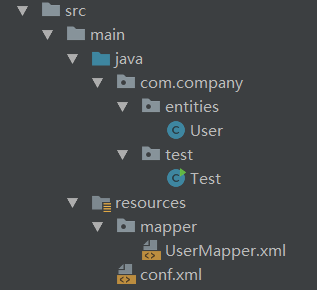 src
main
java
com.company
entities
User
test
Test
resources
mapper
UserMapper.xml
conf.xml